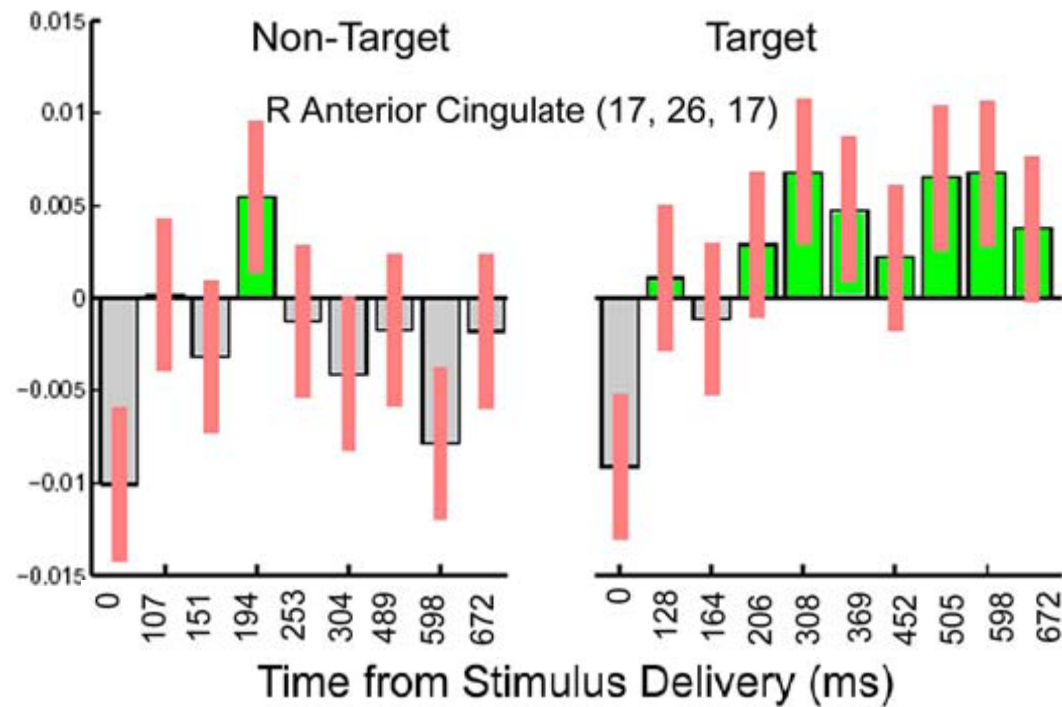 Non-Target Target
R Anterior Cingulate (17, 26, 17)
0.015
0.01
0.005
0
−0.005
−0.01
−0.015
0 107 151 194 253 304 489 598 672
0 128 164 206 308 369 452 505 598 672
Time from Stimulus Delivery (ms)